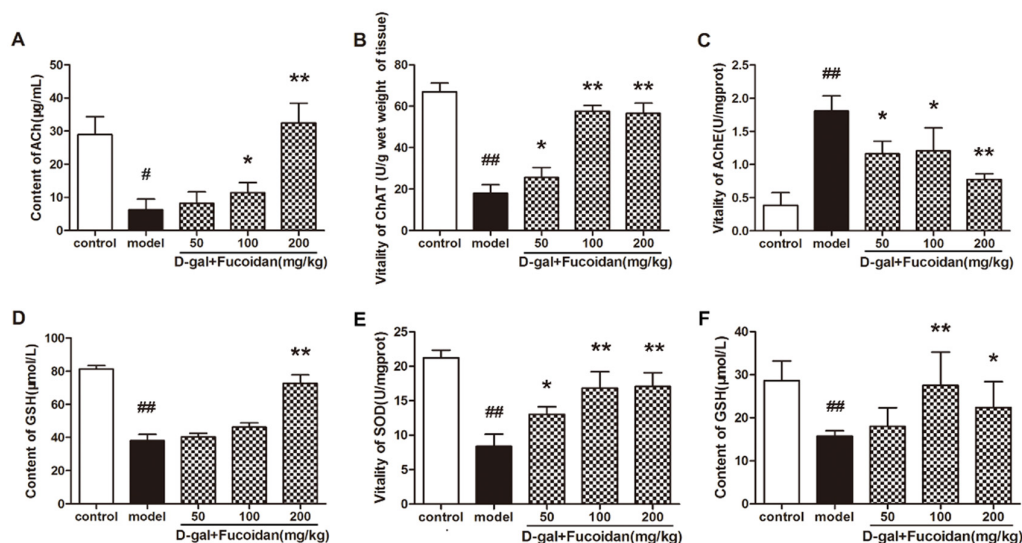 A
Content of ACh(μg/mL)
50
40
30
20
10
0
#
*
**
control model 50 100 200
D-gal+Fucoidan(mg/kg)
B
Vitality of ChAT (U/g wet weight of tissue)
80
60
40
20
0
##
*
**
**
control model 50 100 200
D-gal+Fucoidan(mg/kg)
C
Vitality of AChE(U/mgprot)
2.5
2.0
1.5
1.0
0.5
0.0
##
*
*
**
control model 50 100 200
D-gal+Fucoidan(mg/kg)
D
Content of GSH(μmol/L)
100
80
60
40
20
0
##
**
control model 50 100 200
D-gal+Fucoidan(mg/kg)
E
Vitality of SOD(U/mgprot)
25
20
15
10
5
0
##
*
**
**
control model 50 100 200
D-gal+Fucoidan(mg/kg)
F
Content of GSH(μmol/L)
40
30
20
10
0
##
**
*
control model 50 100 200
D-gal+Fucoidan(mg/kg)